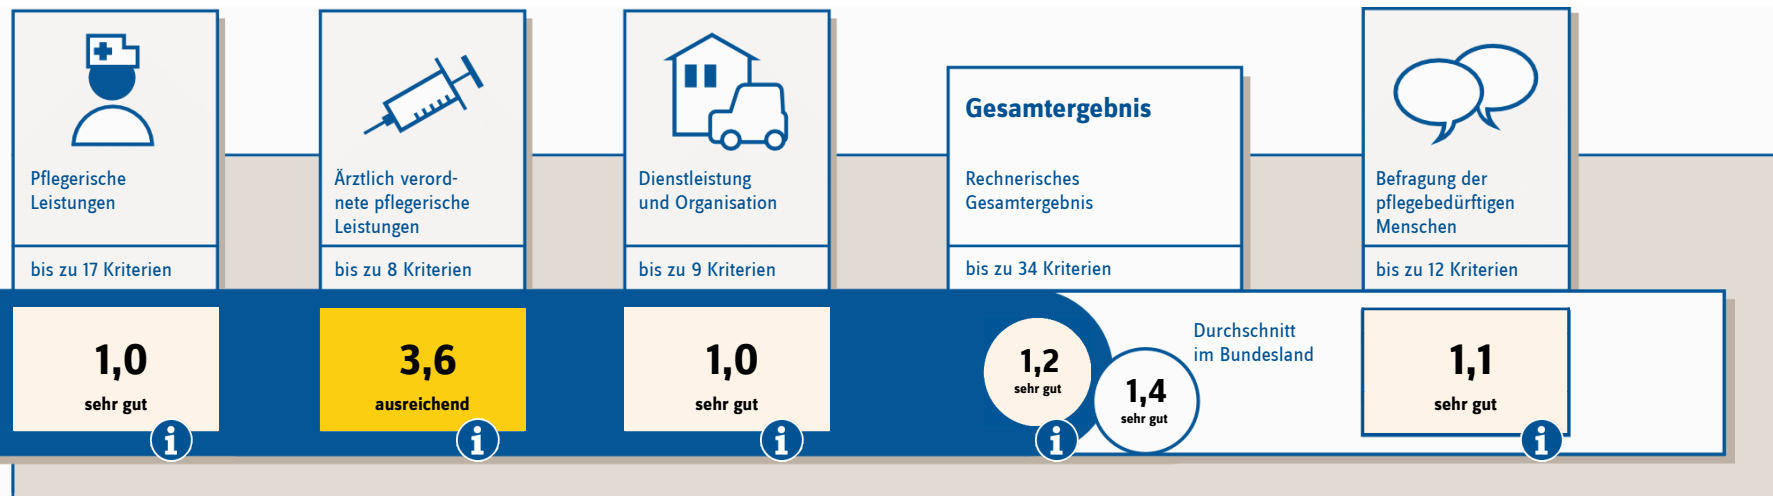 Pflegerische
Leistungen
bis zu 17 Kriterien
1,0
sehr gut
i
Ärztlich verord-
nete pflegerische
Leistungen
bis zu 8 Kriterien
3,6
ausreichend
i
Dienstleistung
und Organisation
bis zu 9 Kriterien
1,0
sehr gut
i
Gesamtergebnis
Rechnerisches
Gesamtergebnis
bis zu 34 Kriterien
1,2
sehr gut
i
Durchschnitt
im Bundesland
1,4
sehr gut
Befragung der
pflegebedürftigen
Menschen
bis zu 12 Kriterien
1,1
sehr gut
i